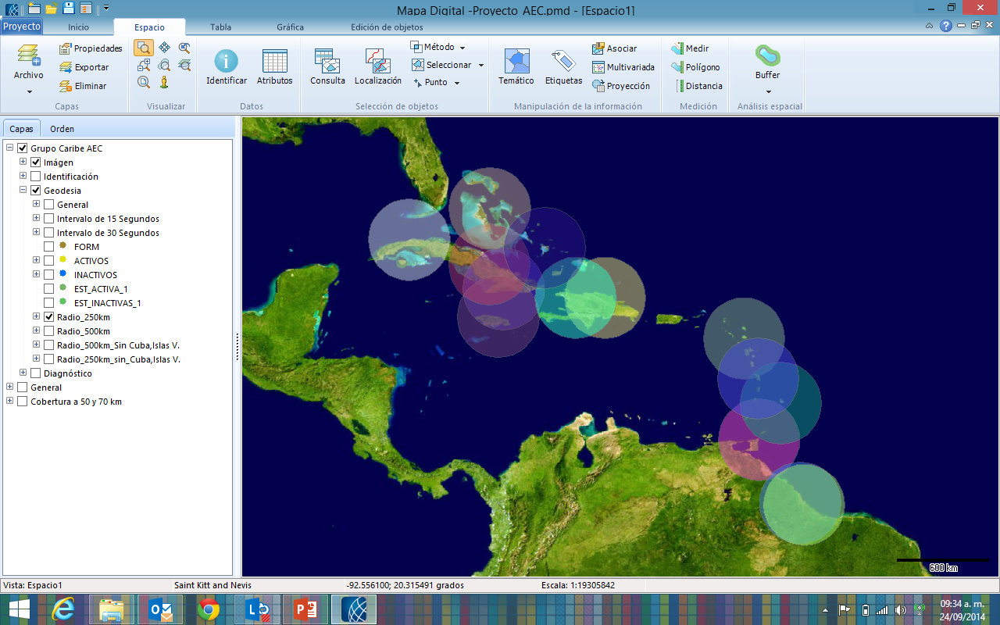 Mapa Digital -Proyecto_AEC.pmd - [Espacio1]
Proyecto Inicio Espacio Tabla Gráfica Edición de objetos
Archivo
Propiedades
Exportar
Eliminar
Capas
Visualizar
Identificar Atributos
Datos
Consulta Localización
Método
Seleccionar
Punto
Selección de objetos
Temático Etiquetas
Asociar
Multivariada
Proyección
Manipulación de la información
Medir
Polígono
Distancia
Medición
Buffer
Análisis espacial
Capas Orden
Grupo Caribe AEC
Imágen
Identificación
Geodesia
General
Intervalo de 15 Segundos
Intervalo de 30 Segundos
FORM
ACTIVOS
INACTIVOS
EST_ACTIVA_1
EST_INACTIVAS_1
Radio_250km
Radio_500km
Radio_500km_Sin Cuba,Islas V.
Radio_250km_sin_Cuba,Islas V.
Diagnóstico
General
Cobertura a 50 y 70 km
600 km
Vista: Espacio1 Saint Kitt and Nevis -92.556100; 20.315491 grados Escala: 1:19305842
09:34 a. m.
24/09/2014